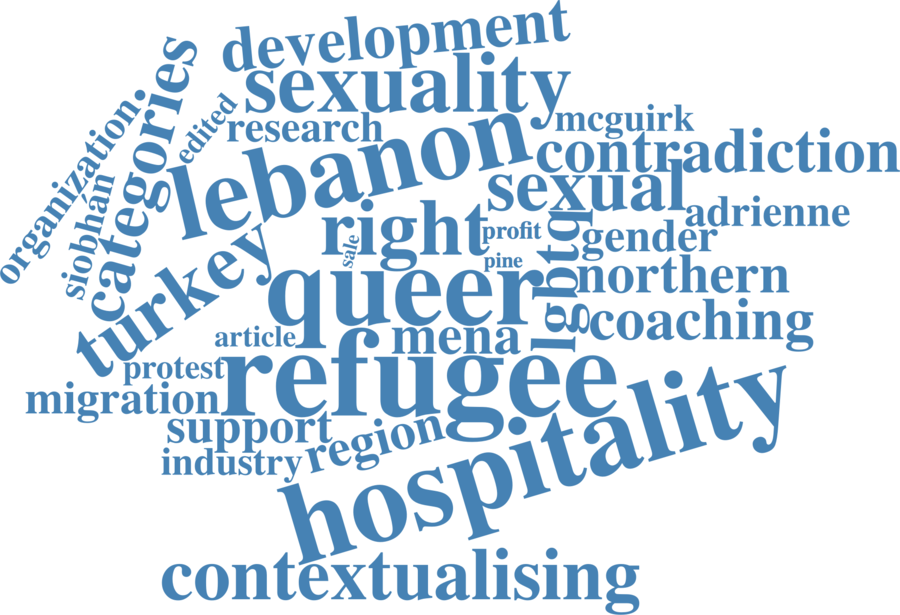 development
sexuality
categories
organization.
edited
research
mcguirk
lebanon
contradiction
siobhán
sexual
right
adrienne
profit
lgbtq
gender
turkey
sale
pine
queer
northern
coaching
article
mena
refugee
protest
migration
hospitality
support
region
industry
contextualising